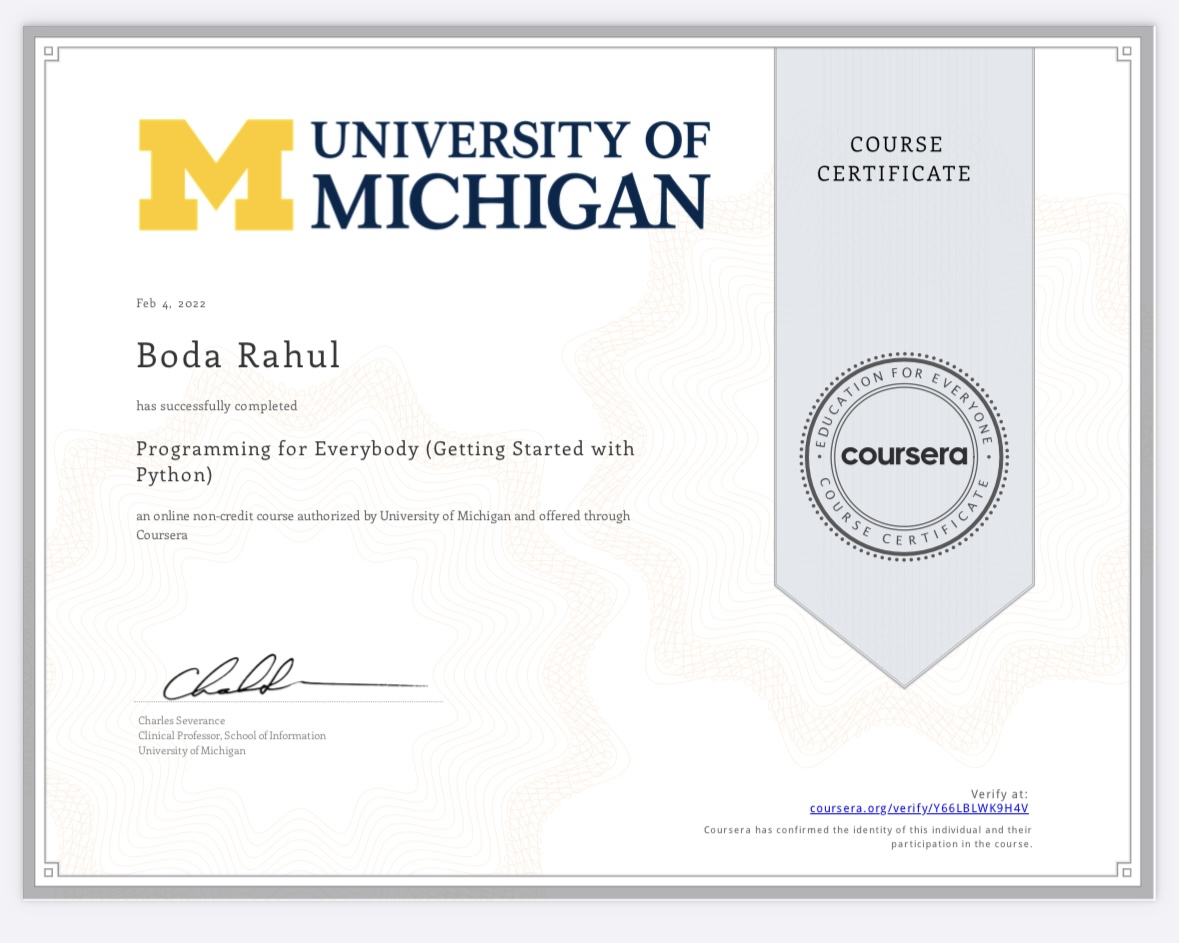 UNIVERSITY OF
MICHIGAN
COURSE
CERTIFICATE
Feb 4, 2022
Boda Rahul
has successfully completed
Programming for Everybody (Getting Started with
Python)
an online non-credit course authorized by University of Michigan and offered through
Coursera
EDUCATION FOR EVERYONE
coursera
COURSE CERTIFICATE
Charles Severance
Clinical Professor, School of Information
University of Michigan
Verify at:
coursera.org/verify/Y66LBLWK9H4V
Coursera has confirmed the identity of this individual and their
participation in the course.